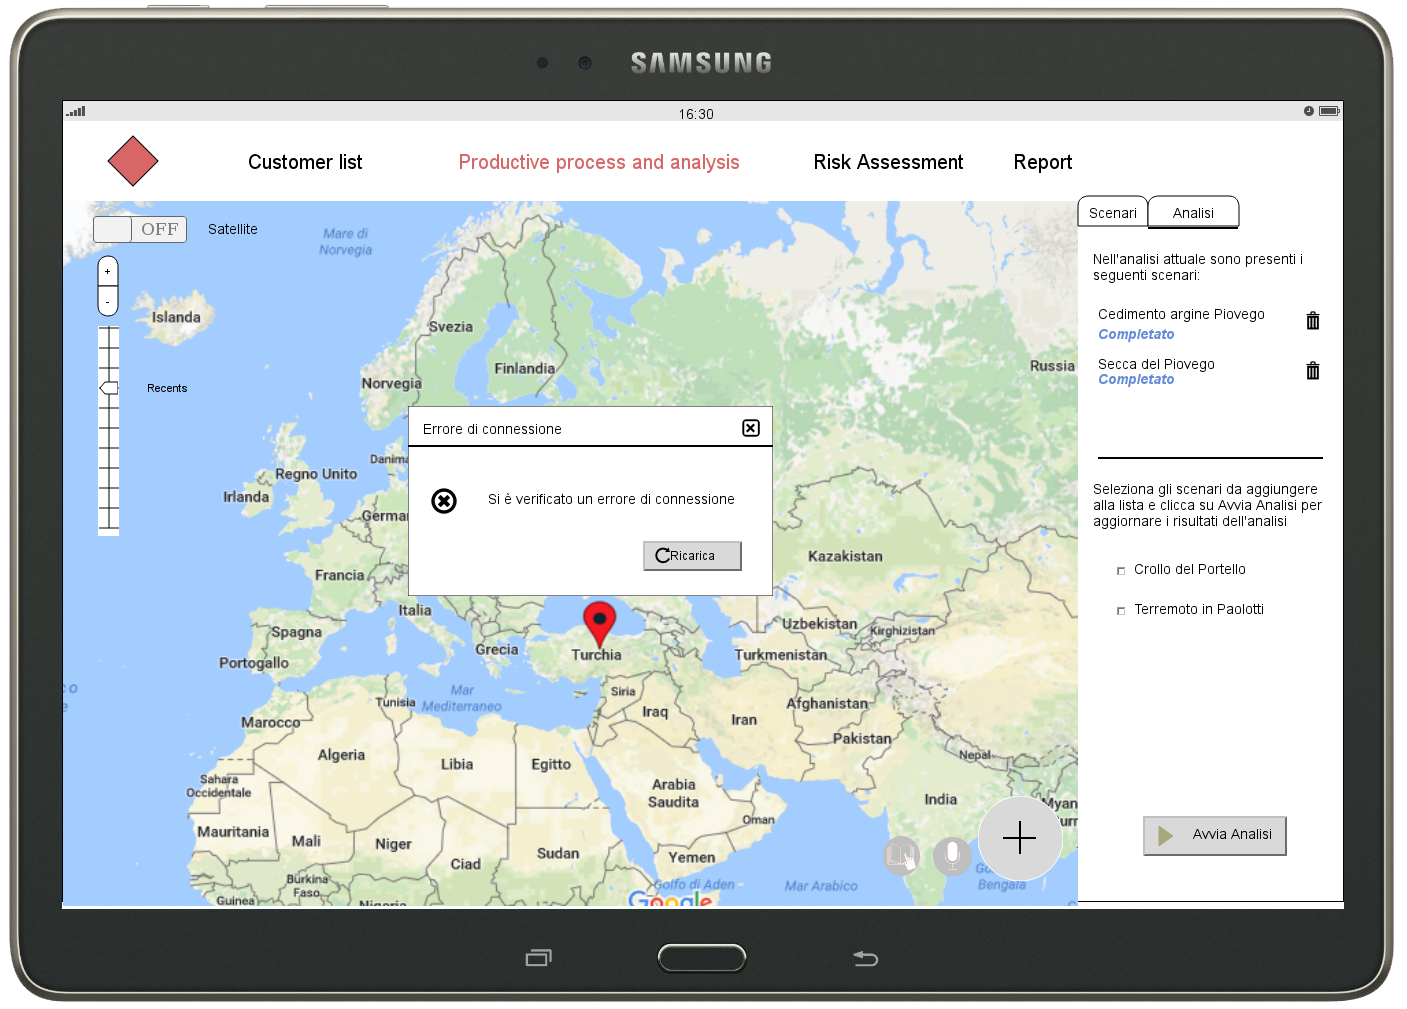 SAMSUNG
16:30
Customer list
Productive process and analysis
Risk Assessment
Report
OFF
Satellite
+
-
Recents
Scenari
Analisi
Nell'analisi attuale sono presenti i
seguenti scenari:
Cedimento argine Piovego
Completato
Secca del Piovego
Completato
Seleziona gli scenari da aggiungere
alla lista e clicca su Avvia Analisi per
aggiornare i risultati dell'analisi
Crollo del Portello
Terremoto in Paolotti
Avvia Analisi
Errore di connessione
Si è verificato un errore di connessione
Ricarica
Mare di
Norvegia
Islanda
Svezia
Finlandia
Norvegia
Russia
Danim
Regno Unito
Irlanda
Germa
Kazakistan
Francia
Italia
Spagna
Uzbekistan
Kirghizistan
Portogallo
Grecia
Turchia
Turkmenistan
Mar
Mediterraneo
Tunisia
Siria
Marocco
Iraq
Iran
Afghanistan
Pakistan
Algeria
Libia
Egitto
Nepal
Sahara
Occidentale
Arabia
Saudita
India
Myan
Oman
Mauritania
Mali
Niger
Ciad
Sudan
Yemen
Burkina
Faso
Guinea
Nigeria
Golfo di Aden
Mar Arabico
Bengala
Google